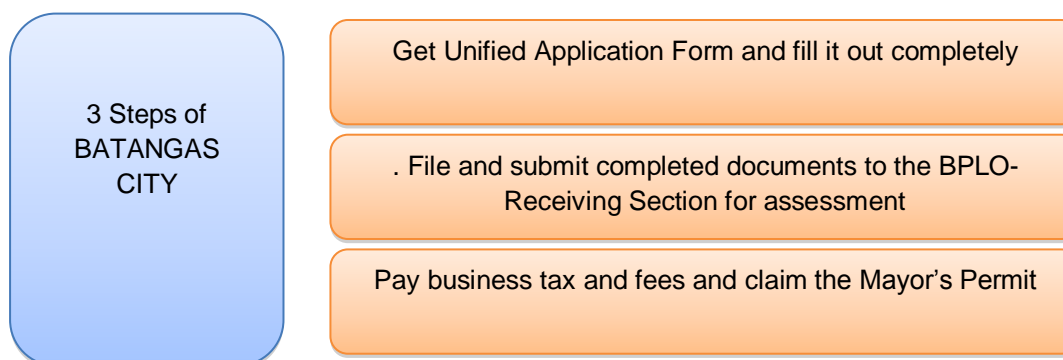 3 Steps of
BATANGAS
CITY
Get Unified Application Form and fill it out completely
. File and submit completed documents to the BPLO-
Receiving Section for assessment
Pay business tax and fees and claim the Mayor’s Permit